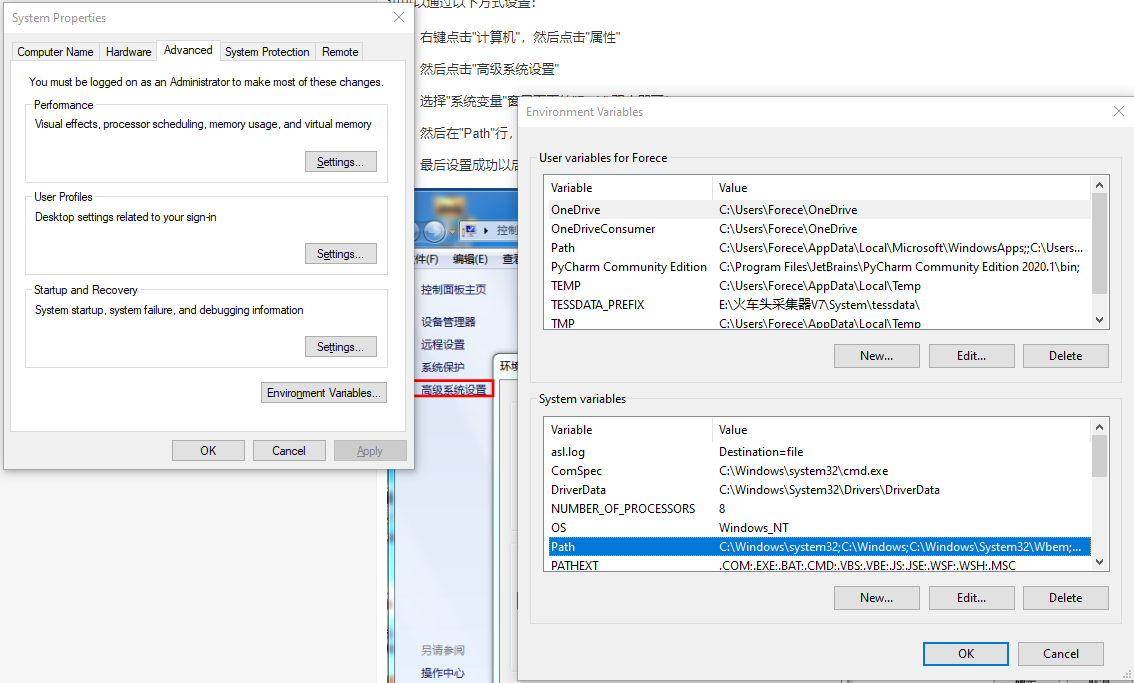 可以通过以下方式设置：
右键点击"计算机"，然后点击"属性"
然后点击"高级系统设置"
选择"系统变量"窗
然后在"Path"行，
最后设置成功以后
System Properties
Computer Name
Hardware
Advanced
System Protection
Remote
You must be logged on as an Administrator to make most of these changes.
Performance
Visual effects, processor scheduling, memory usage, and virtual memory
Settings...
User Profiles
Desktop settings related to your sign-in
Settings...
Startup and Recovery
System startup, system failure, and debugging information
Settings...
Environment Variables...
OK
Cancel
Apply
编辑(E)
控制面板主页
设备管理器
远程设置
系统保护
高级系统设置
另请参阅
操作中心
Environment Variables
User variables for Forece
Variable Value
OneDrive C:\Users\Forece\OneDrive
OneDriveConsumer C:\Users\Forece\OneDrive
Path C:\Users\Forece\AppData\Local\Microsoft\WindowsApps;;C:\Users...
PyCharm Community Edition C:\Program Files\JetBrains\PyCharm Community Edition 2020.1\bin;
TEMP C:\Users\Forece\AppData\Local\Temp
TESSDATA_PREFIX E:\火车头采集器V7\System\tessdata\
TMP C:\Users\Forece\AppData\Local\Temp
New...
Edit...
Delete
System variables
Variable Value
asl.log Destination=file
ComSpec C:\Windows\system32\cmd.exe
DriverData C:\Windows\System32\Drivers\DriverData
NUMBER_OF_PROCESSORS 8
OS Windows_NT
Path C:\Windows\system32;C:\Windows;C:\Windows\System32\Wbem;...
PATHEXT .COM;.EXE;.BAT;.CMD;.VBS;.VBE;.JS;.JSE;.WSF;.WSH;.MSC
New...
Edit...
Delete
OK
Cancel